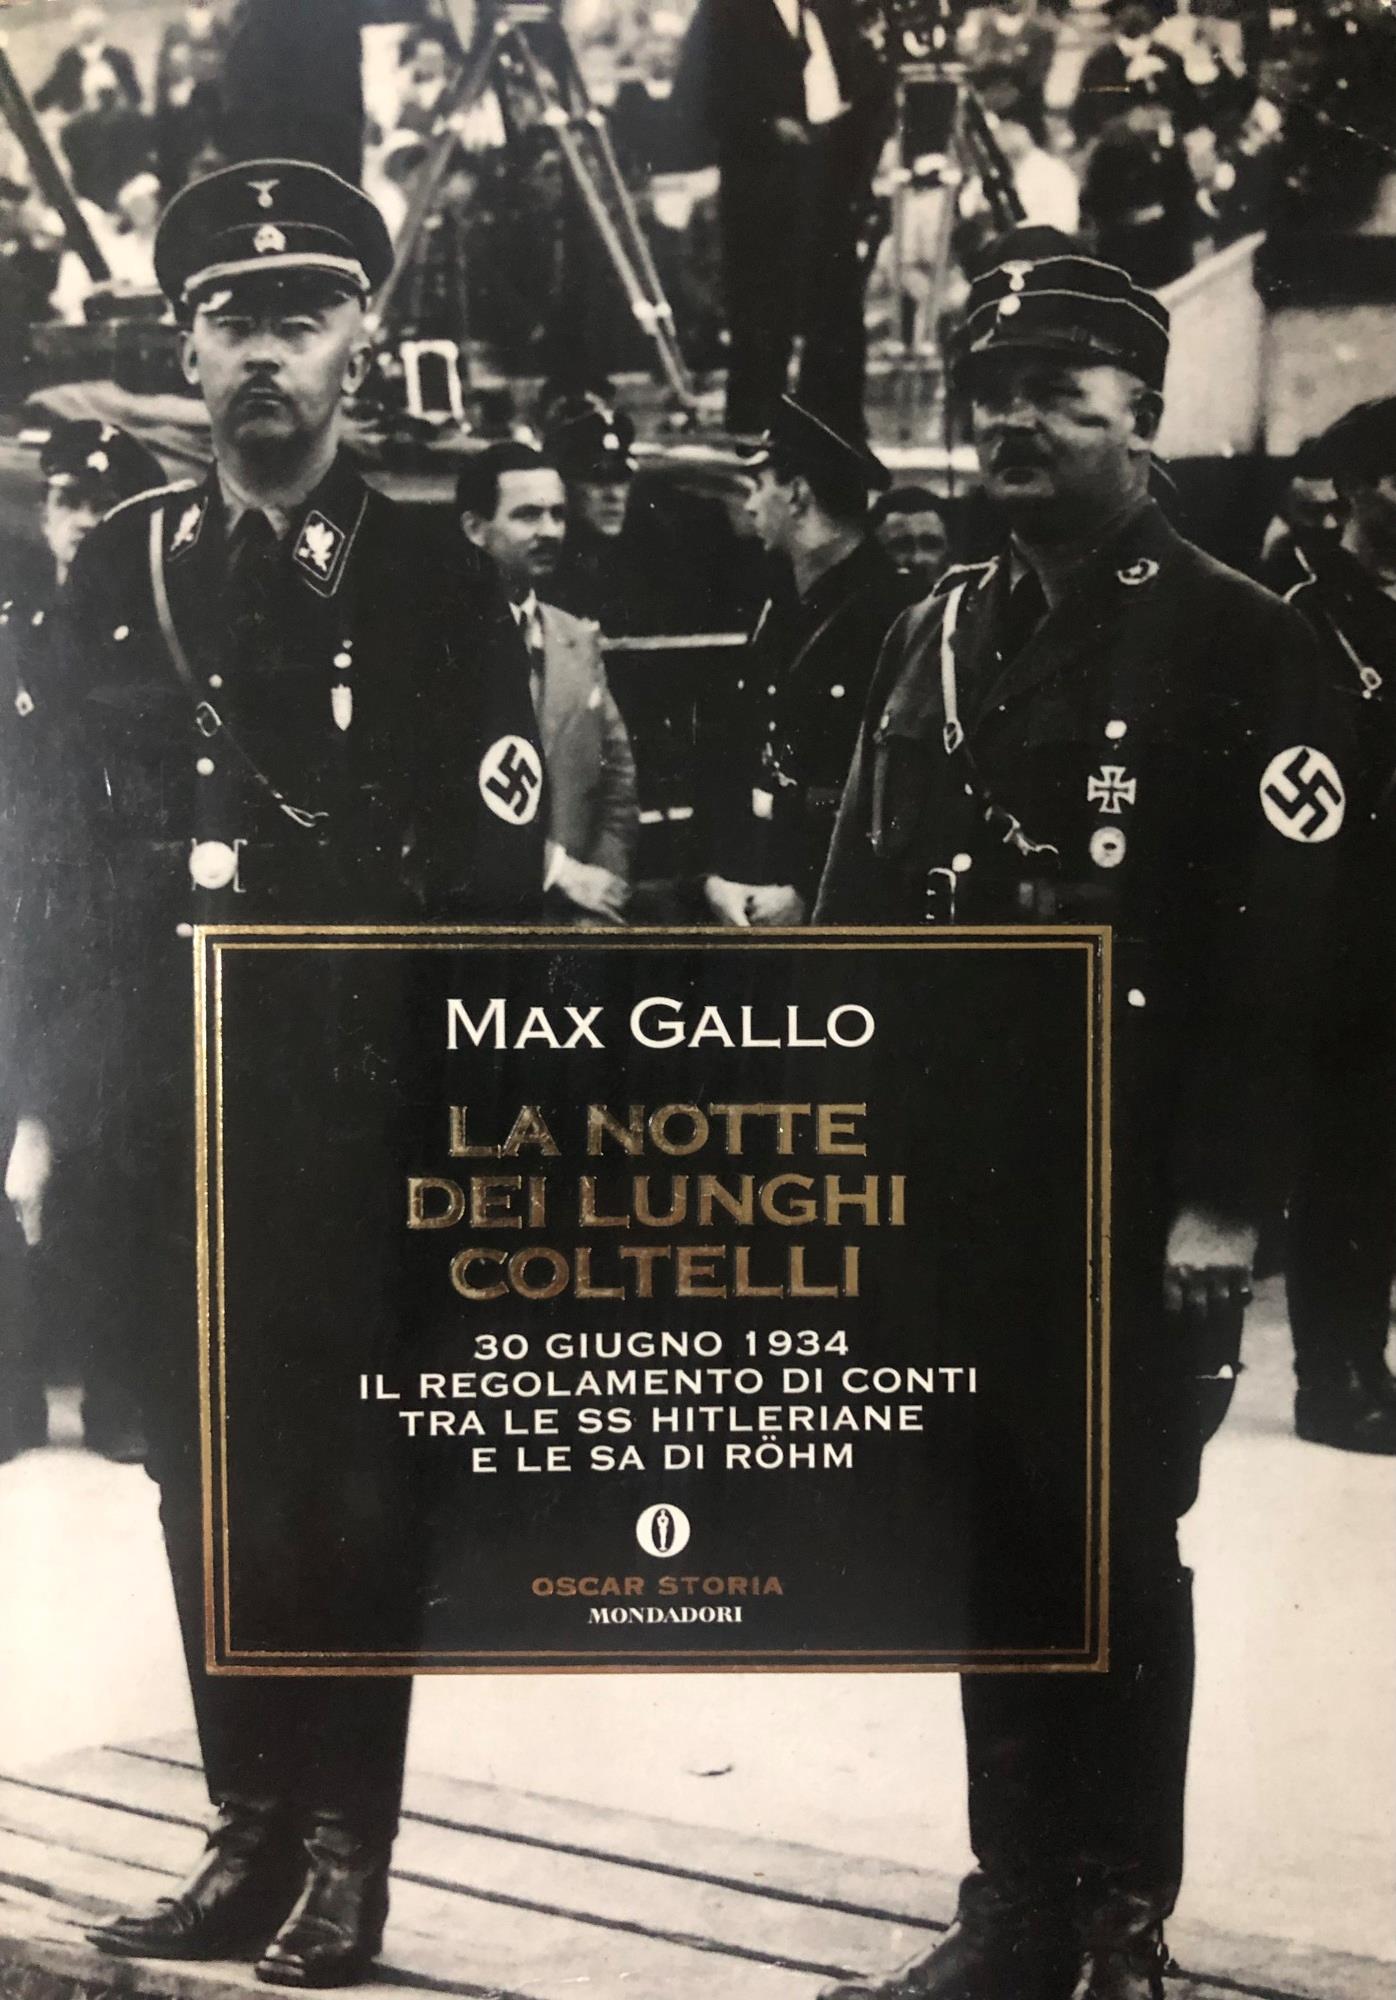 MAX GALLO
LA NOTTE
DEI LUNGHI
COLTELLI
30 GIUGNO 1934
IL REGOLAMENTO DI CONTI
TRA LE SS HITLERIANE
E LE SA DI RÖHM
OSCAR STORIA
MONDADORI